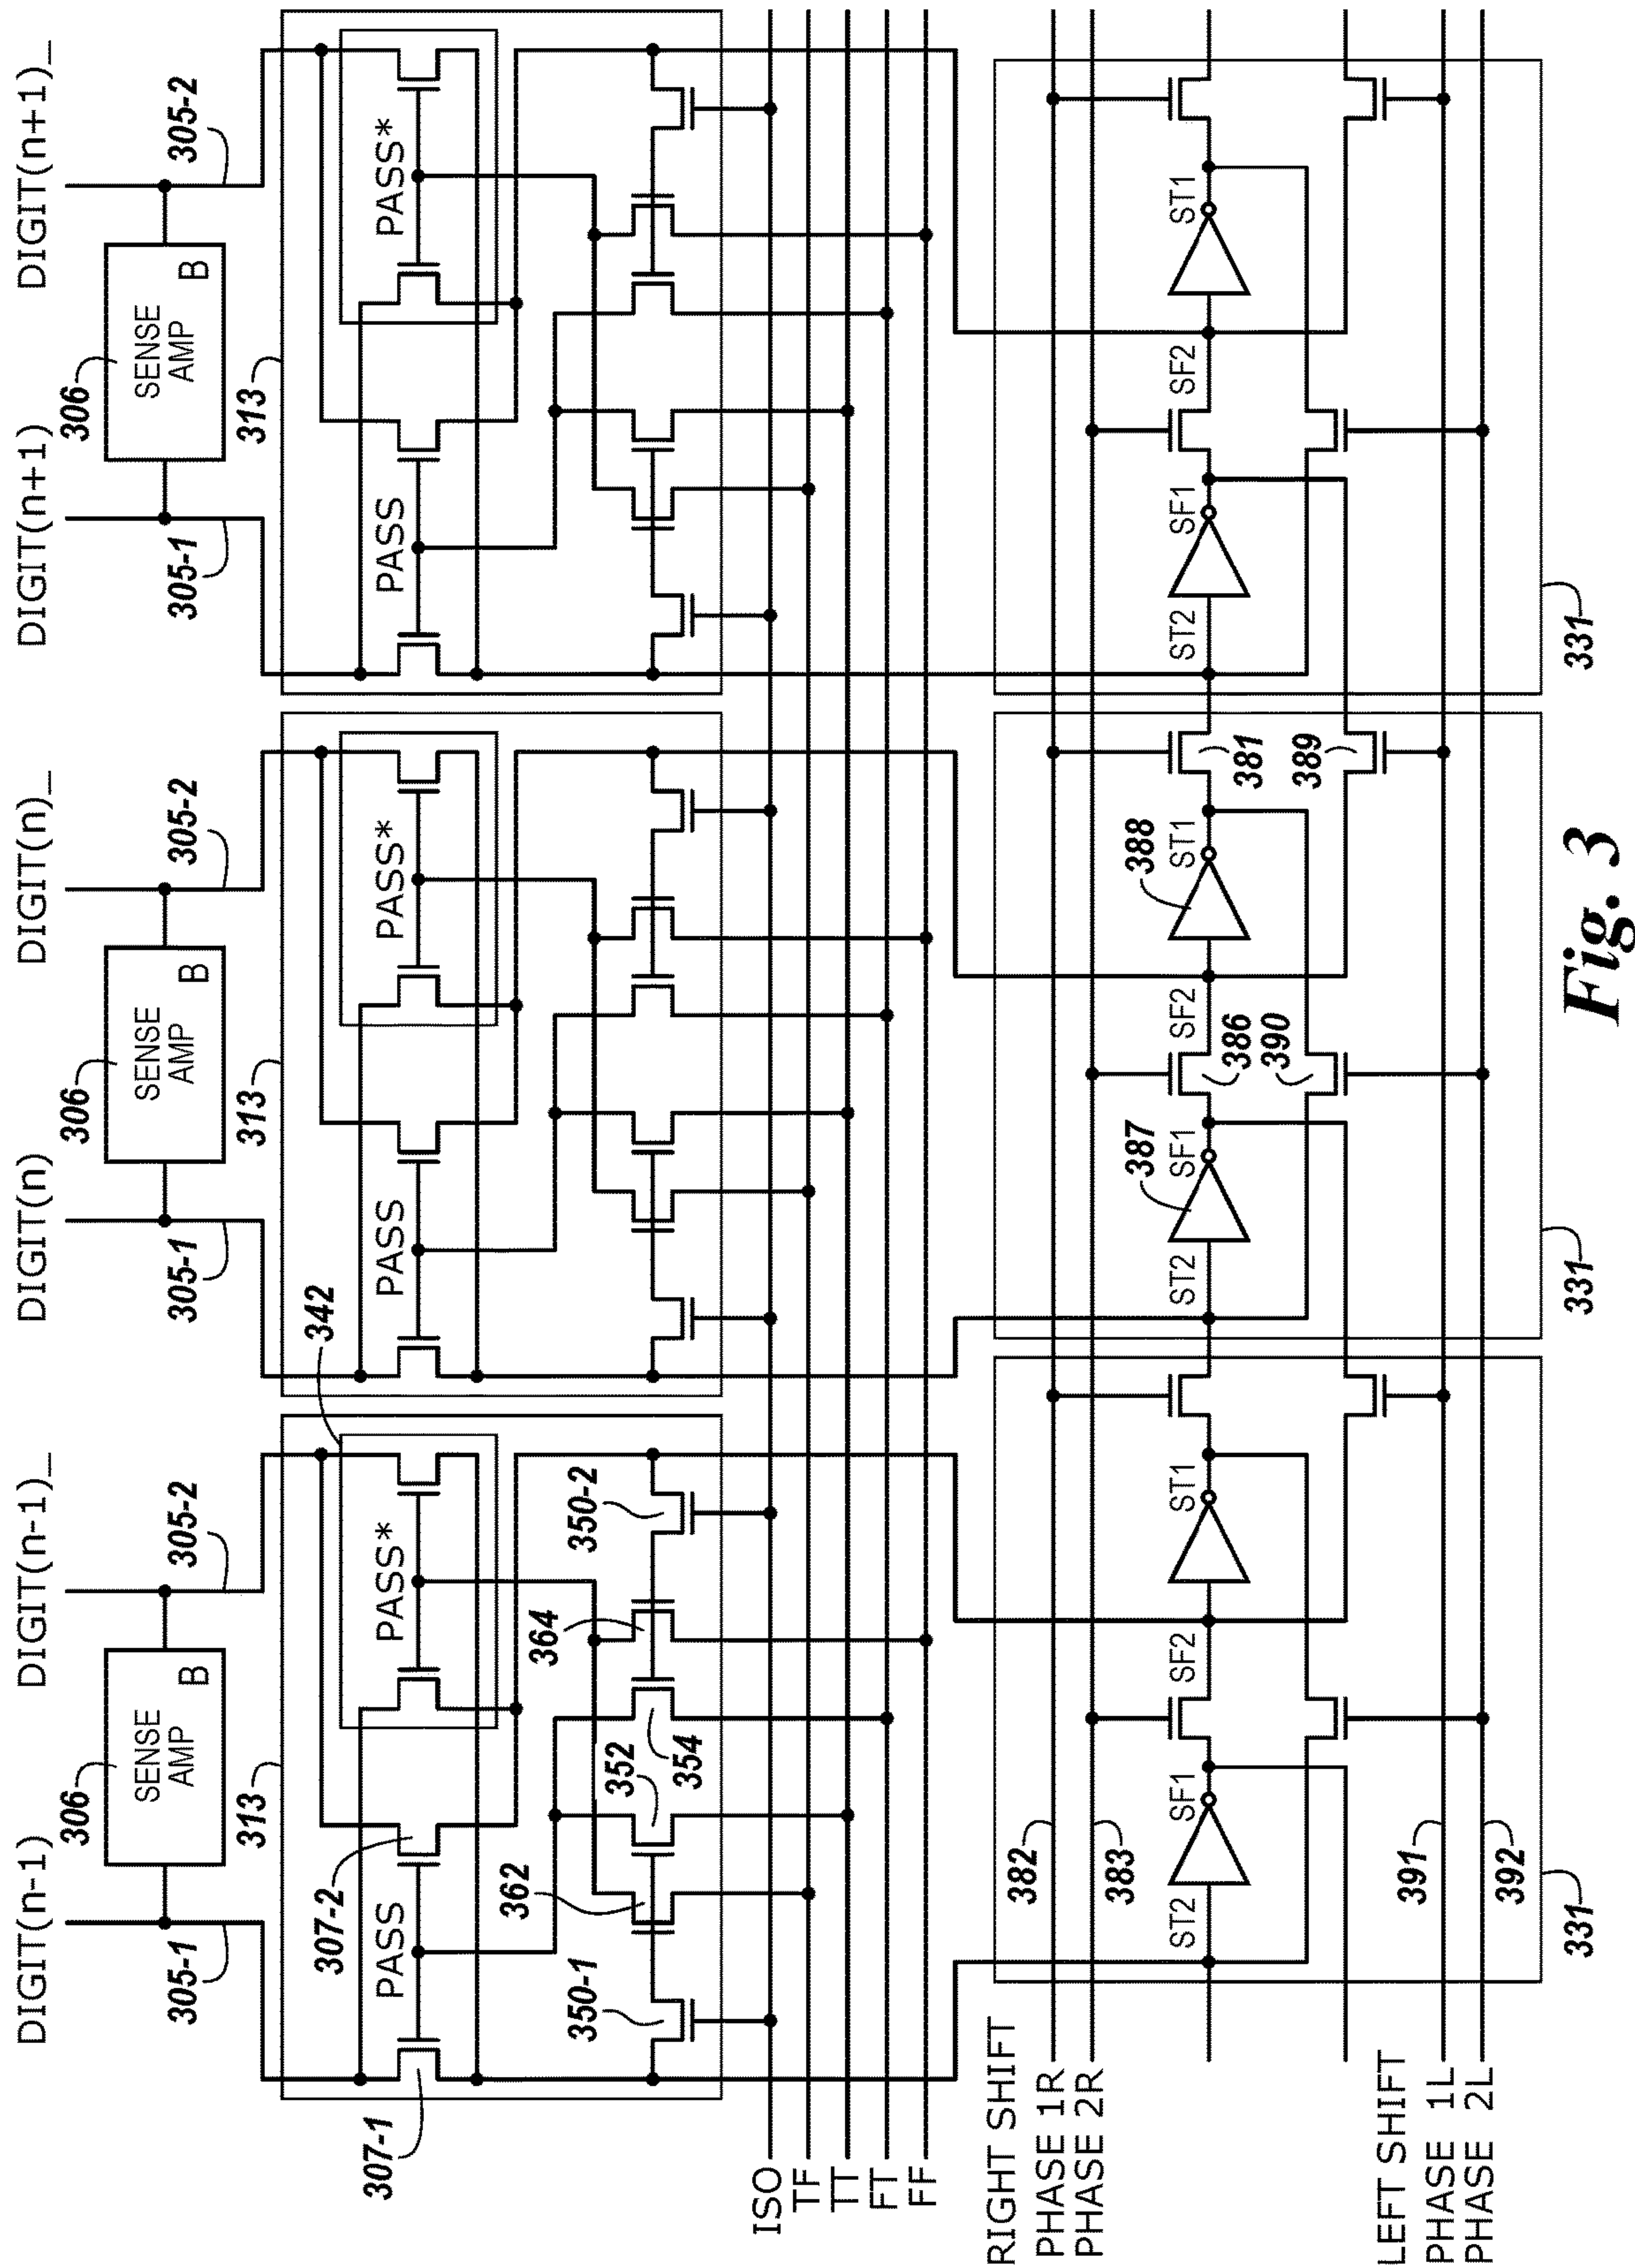 DIGIT(n-1)
DIGIT(n-1)_
DIGIT(n)
DIGIT(n)_
DIGIT(n+1)
DIGIT(n+1)_
306
SENSE
AMP
B
306
SENSE
AMP
B
306
SENSE
AMP
B
305-1
305-2
305-1
305-2
305-1
305-2
313
342
313
313
307-2
PASS
PASS*
PASS
PASS*
PASS
PASS*
307-1
362
364
352
354
350-1
350-2
ISO
TF
TT
FT
FF
RIGHT SHIFT
PHASE 1R
PHASE 2R
382
383
387
388
ST2
SF1
SF2
ST1
ST2
SF1
SF2
ST1
ST2
SF1
SF2
ST1
386
390
381
389
LEFT SHIFT
PHASE 1L
PHASE 2L
391
392
331
331
331
Fig. 3